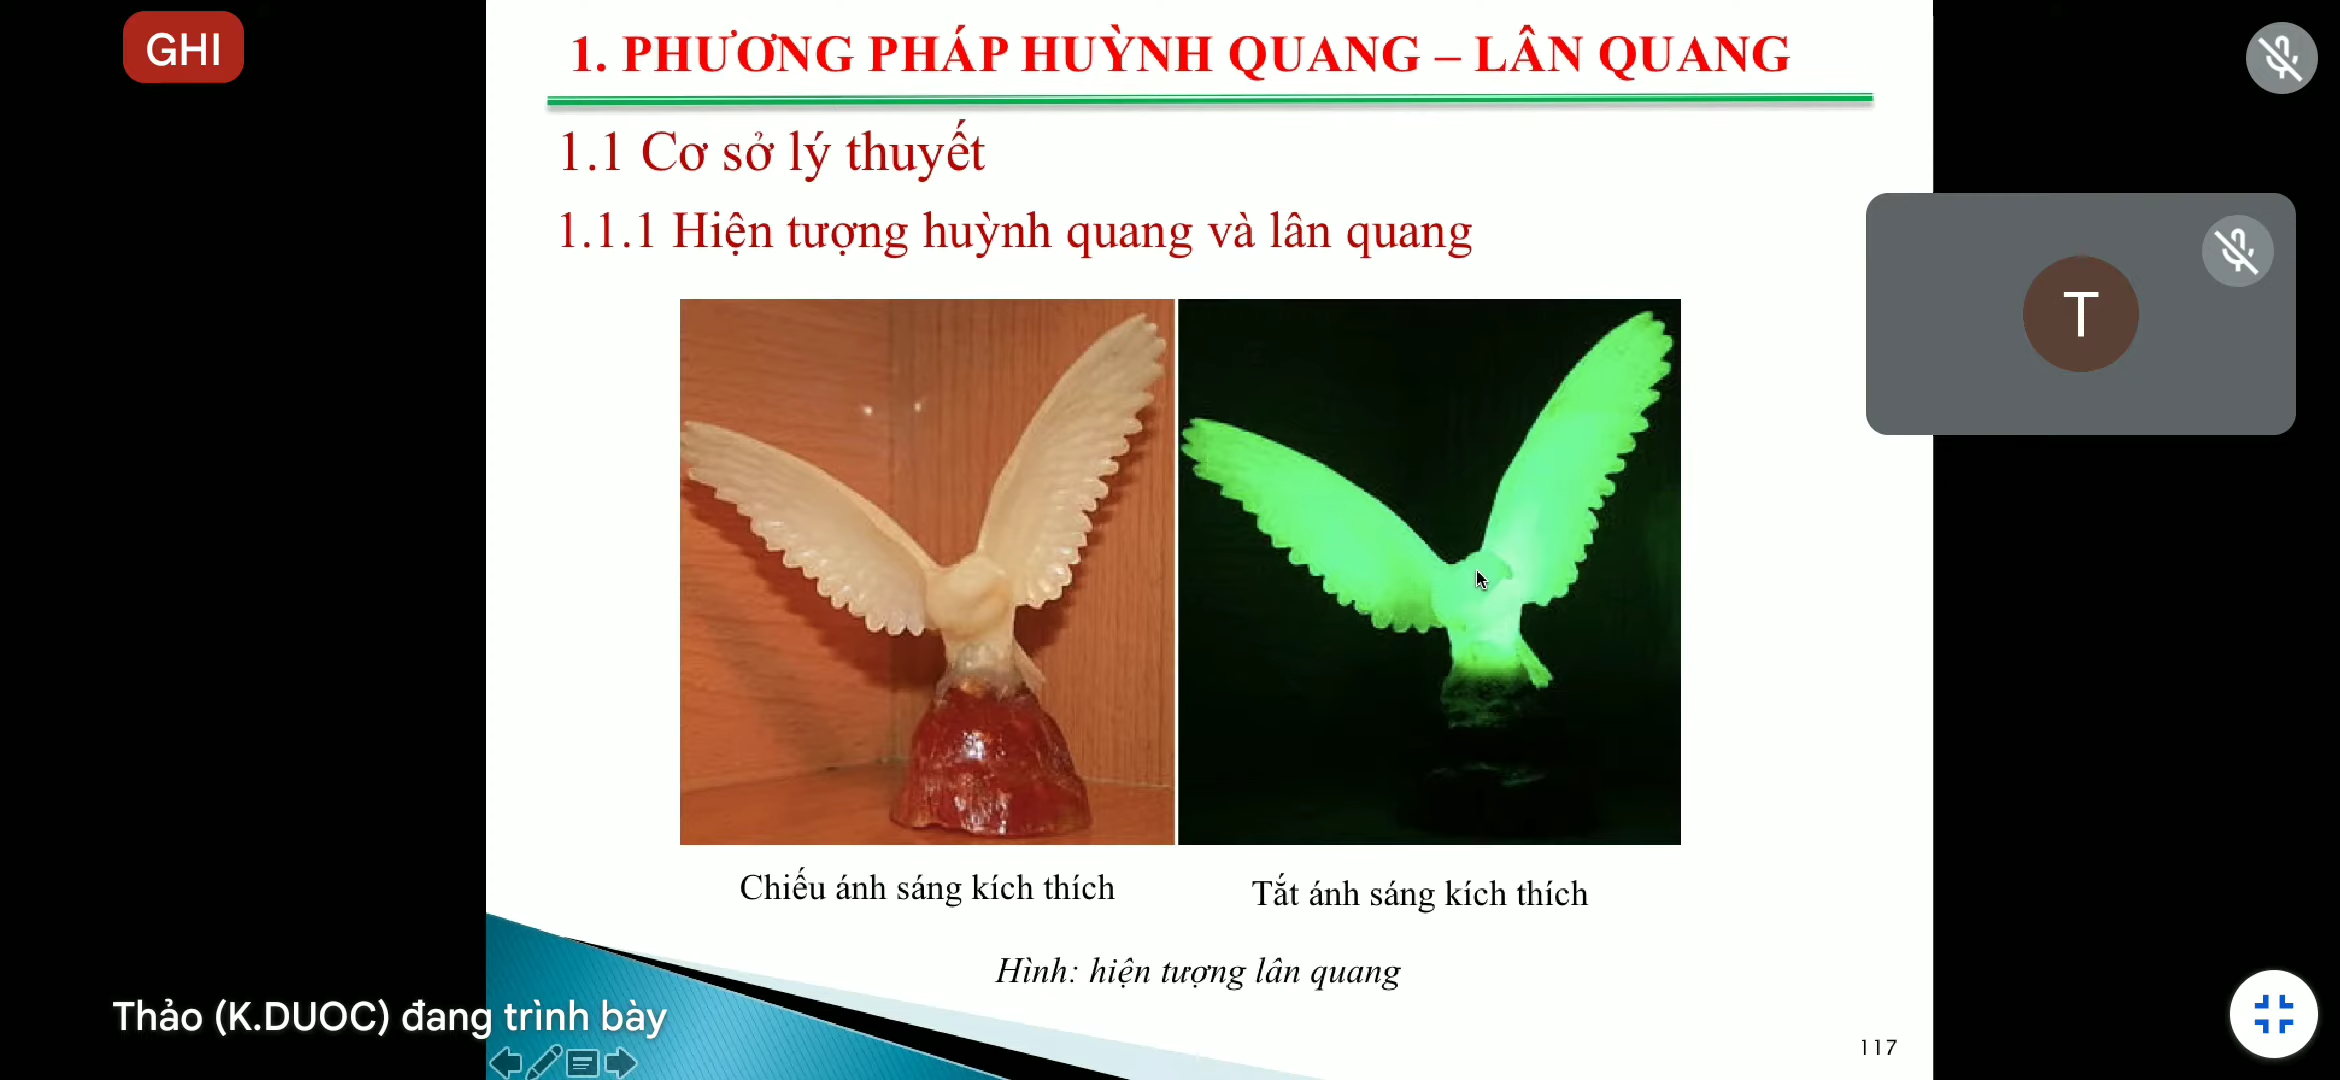 GHI
1. PHƯƠNG PHÁP HUỲNH QUANG – LÂN QUANG
1.1 Cơ sở lý thuyết
1.1.1 Hiện tượng huỳnh quang và lân quang
T
Chiếu ánh sáng kích thích
Tắt ánh sáng kích thích
Hình: hiện tượng lân quang
Thảo (K.DUOC) đang trình bày
117